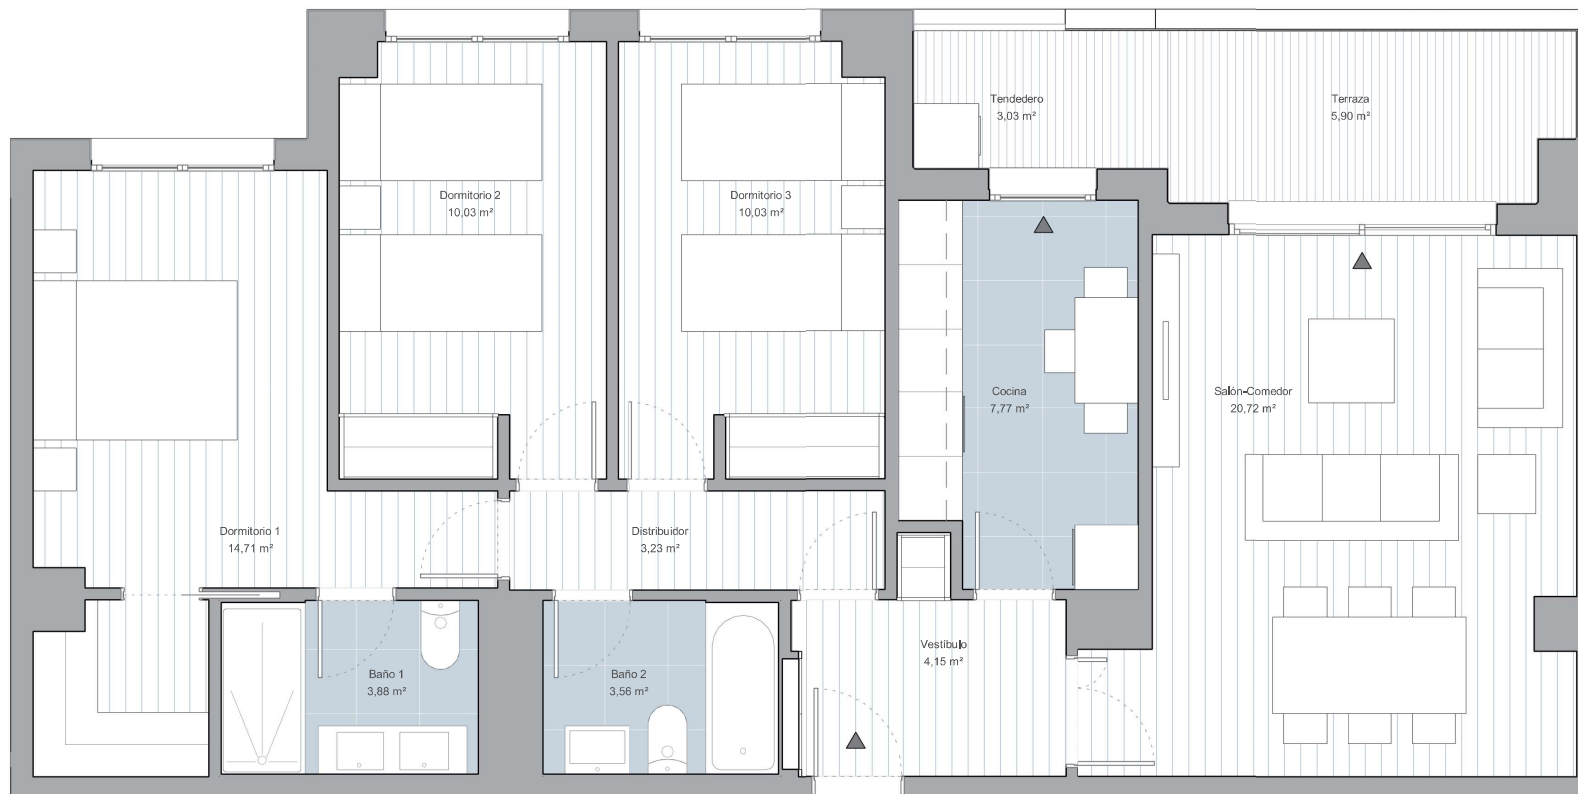 Tendedero
3,03 m²
Terraza
5,90 m²
Dormitorio 2
10,03 m²
Dormitorio 3
10,03 m²
Cocina
7,77 m²
Salón-Comedor
20,72 m²
Dormitorio 1
14,71 m²
Distribuidor
3,23 m²
Vestíbulo
4,15 m²
Baño 1
3,88 m²
Baño 2
3,56 m²